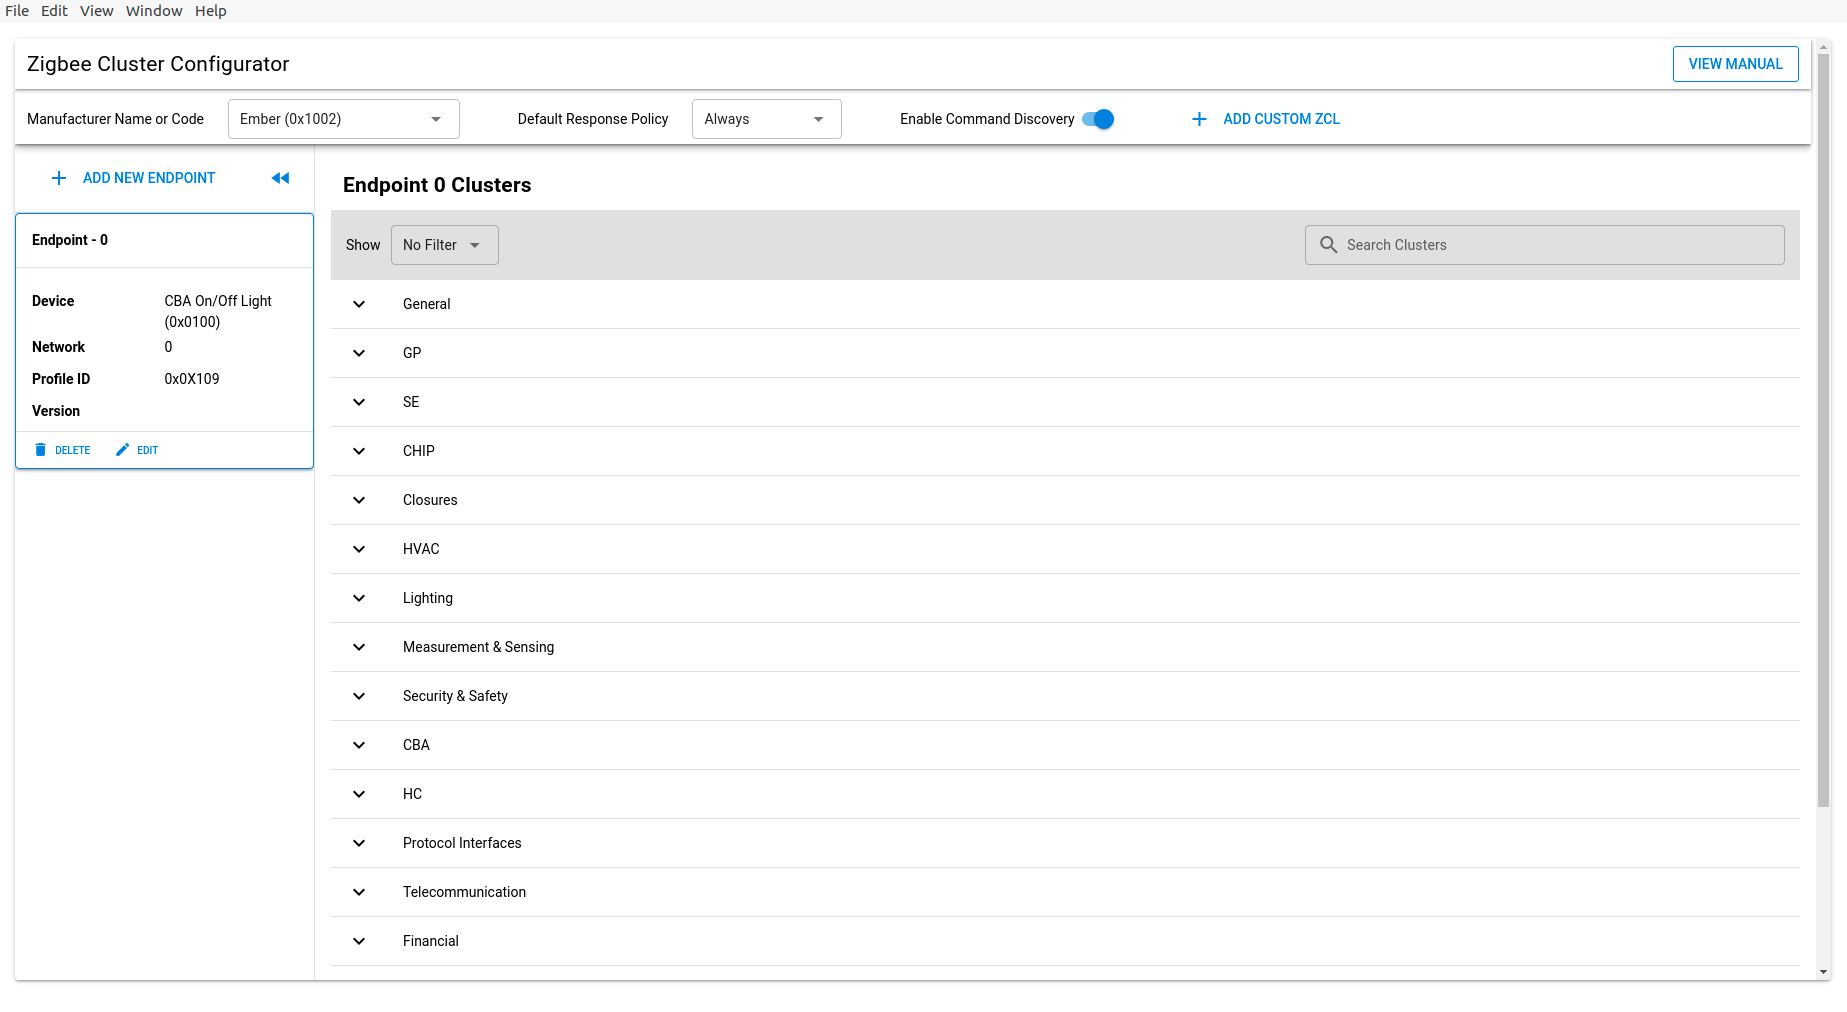 File Edit View Window Help
Zigbee Cluster Configurator
VIEW MANUAL
Manufacturer Name or Code
Ember (0x1002)
Default Response Policy
Always
Enable Command Discovery
ADD CUSTOM ZCL
ADD NEW ENDPOINT
Endpoint - 0
Device
CBA On/Off Light
(0x0100)
Network
0
Profile ID
0x0X109
Version
DELETE
EDIT
Endpoint 0 Clusters
Show
No Filter
Search Clusters
General
GP
SE
CHIP
Closures
HVAC
Lighting
Measurement & Sensing
Security & Safety
CBA
HC
Protocol Interfaces
Telecommunication
Financial